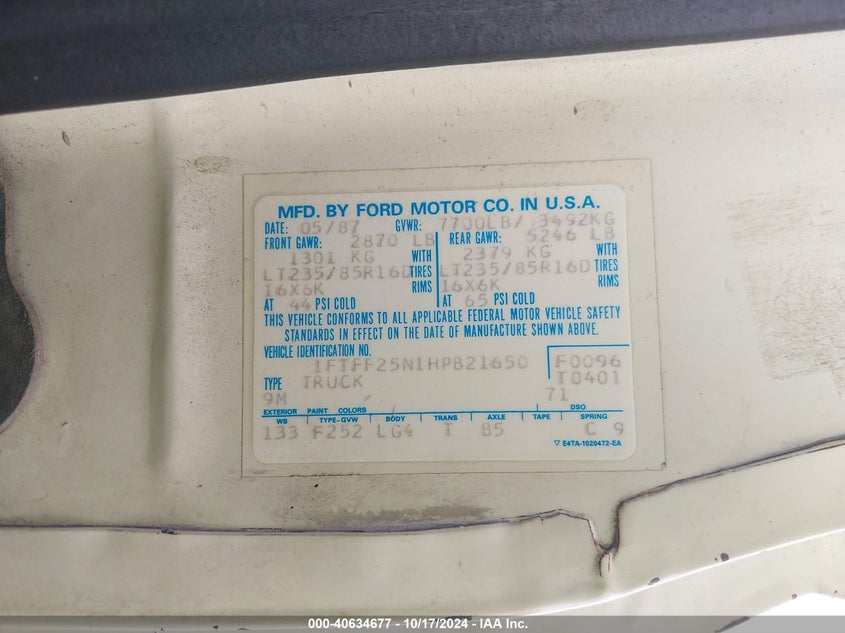 MFD. BY FORD MOTOR CO. IN U.S.A.
DATE: 05/87 GVWR: 7700LB/ 3492KG
FRONT GAWR: 2870 LB REAR GAWR: 5246 LB
1301 KG WITH 2379 KG WITH
LT235/85R16D TIRES LT235/85R16D TIRES
16X6K RIMS 16X6K RIMS
AT 44 PSI COLD AT 65 PSI COLD
THIS VEHICLE CONFORMS TO ALL APPLICABLE FEDERAL MOTOR VEHICLE SAFETY
STANDARDS IN EFFECT ON THE DATE OF MANUFACTURE SHOWN ABOVE.
VEHICLE IDENTIFICATION NO.
1FTFF25N1HPB21650 F0096
TYPE TRUCK T0401
9M 71
EXTERIOR PAINT COLORS DSO
WB TYPE-GVW BODY TRANS AXLE TAPE SPRING
133 F252 LG4 T 85 C 9
▽ E4TA-1020472-EA
000-40634677 - 10/17/2024 - IAA Inc.